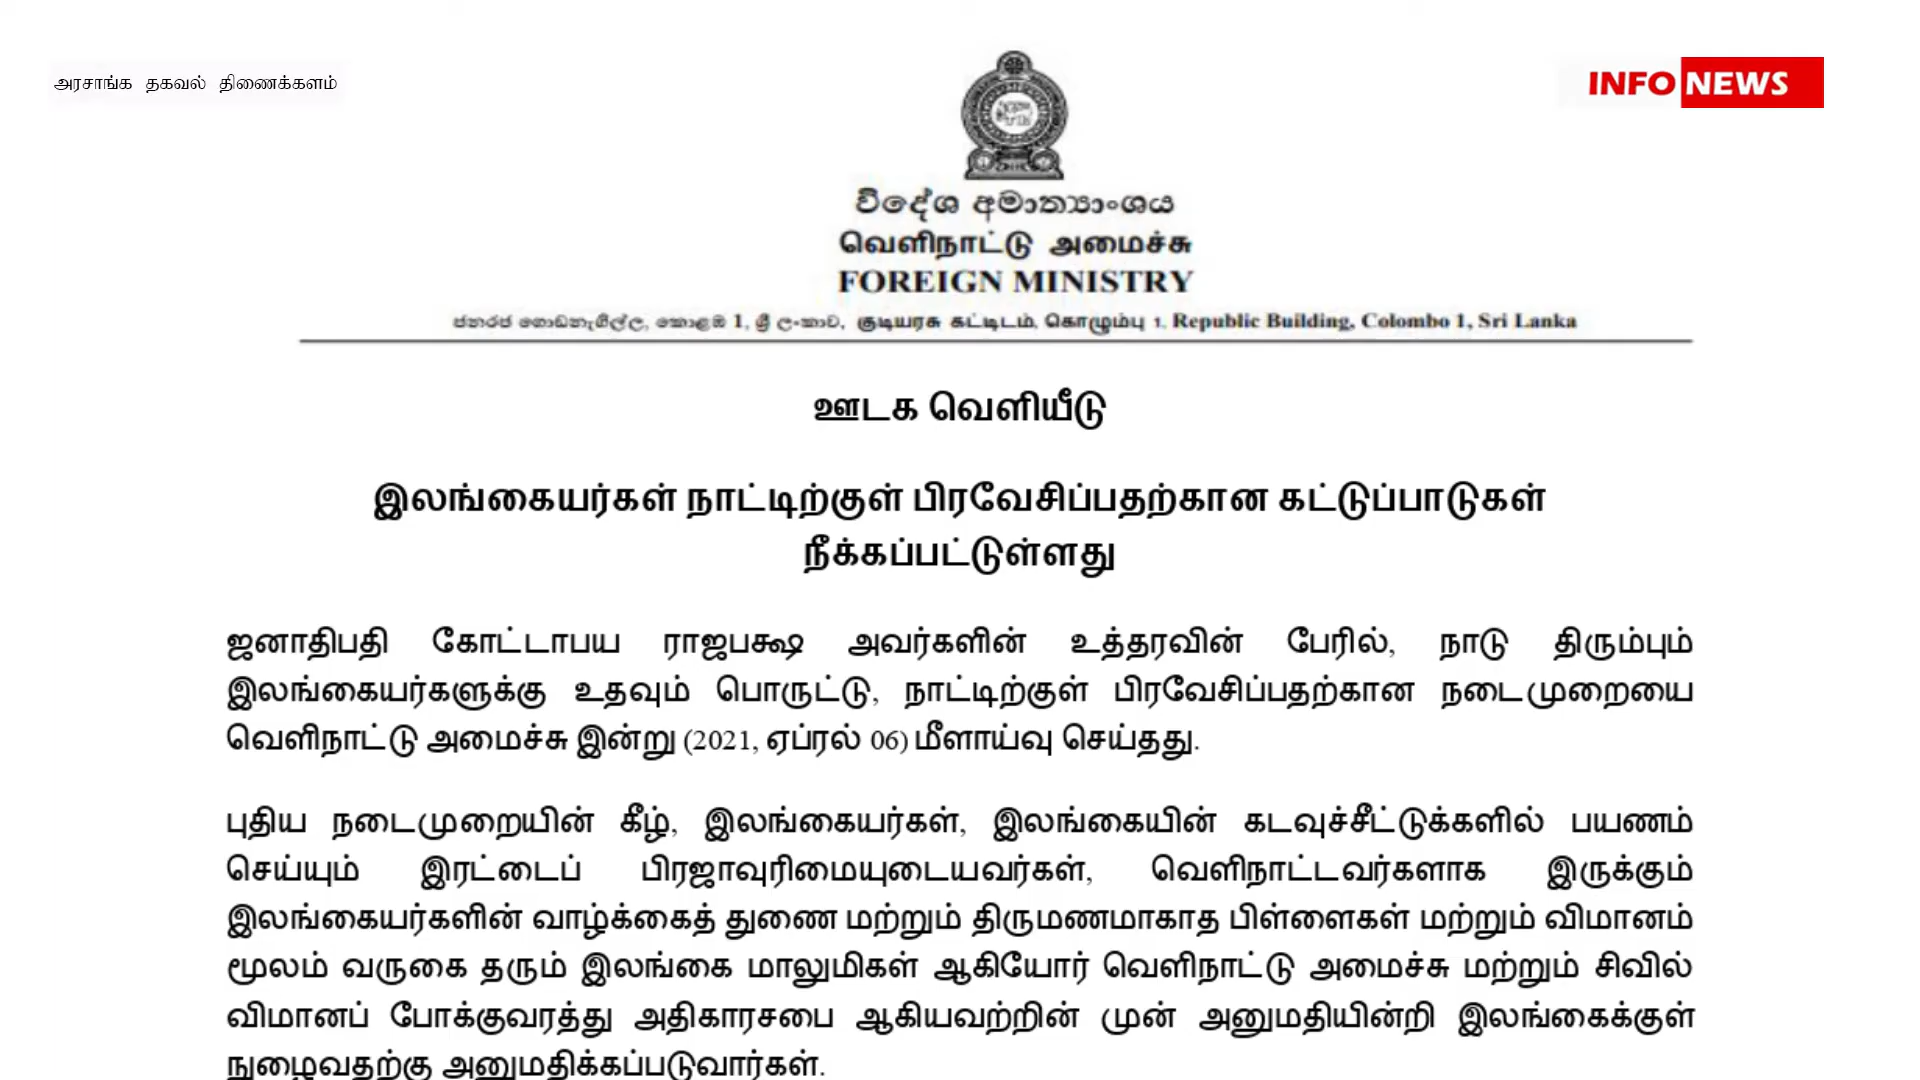 அரசாங்க தகவல் திணைக்களம்
INFO NEWS
විදේශ අමාත්‍යාංශය
வெளிநாட்டு அமைச்சு
FOREIGN MINISTRY
ජනරජ ගොඩනැගිල්ල, කොළඹ 1, ශ්‍රී ලංකාව, குடியரசு கட்டிடம், கொழும்பு 1, Republic Building, Colombo 1, Sri Lanka
ஊடக வெளியீடு
இலங்கையர்கள் நாட்டிற்குள் பிரவேசிப்பதற்கான கட்டுப்பாடுகள்
நீக்கப்பட்டுள்ளது
ஜனாதிபதி கோட்டாபய ராஜபக்ஷ அவர்களின் உத்தரவின் பேரில், நாடு திரும்பும்
இலங்கையர்களுக்கு உதவும் பொருட்டு, நாட்டிற்குள் பிரவேசிப்பதற்கான நடைமுறையை
வெளிநாட்டு அமைச்சு இன்று (2021, ஏப்ரல் 06) மீளாய்வு செய்தது.
புதிய நடைமுறையின் கீழ், இலங்கையர்கள், இலங்கையின் கடவுச்சீட்டுக்களில் பயணம்
செய்யும் இரட்டைப் பிரஜாவுரிமையுடையவர்கள், வெளிநாட்டவர்களாக இருக்கும்
இலங்கையர்களின் வாழ்க்கைத் துணை மற்றும் திருமணமாகாத பிள்ளைகள் மற்றும் விமானம்
மூலம் வருகை தரும் இலங்கை மாலுமிகள் ஆகியோர் வெளிநாட்டு அமைச்சு மற்றும் சிவில்
விமானப் போக்குவரத்து அதிகாரசபை ஆகியவற்றின் முன் அனுமதியின்றி இலங்கைக்குள்
நுழைவதற்கு அனுமதிக்கப்படுவார்கள்.